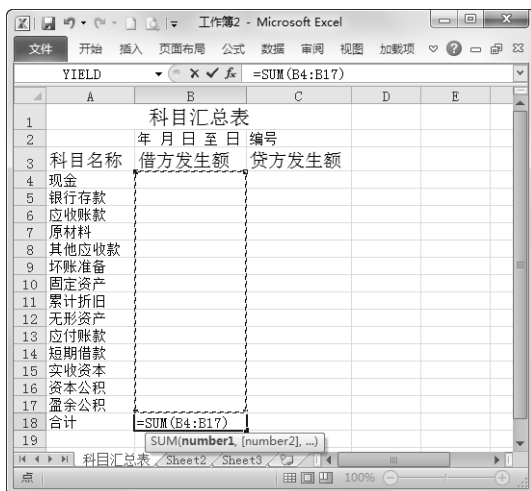 工作簿2 - Microsoft Excel
文件 开始 插入 页面布局 公式 数据 审阅 视图 加载项
YIELD =SUM(B4:B17)
A B C D E
1 科目汇总表
2 年 月 日 至 日 编号
3 科目名称 借方发生额 贷方发生额
4 现金
5 银行存款
6 应收账款
7 原材料
8 其他应收款
9 坏账准备
10 固定资产
11 累计折旧
12 无形资产
13 应付账款
14 短期借款
15 实收资本
16 资本公积
17 盈余公积
18 合计 =SUM(B4:B17)
19 SUM(number1, [number2], ...)
科目汇总表 Sheet2 Sheet3
点 100%